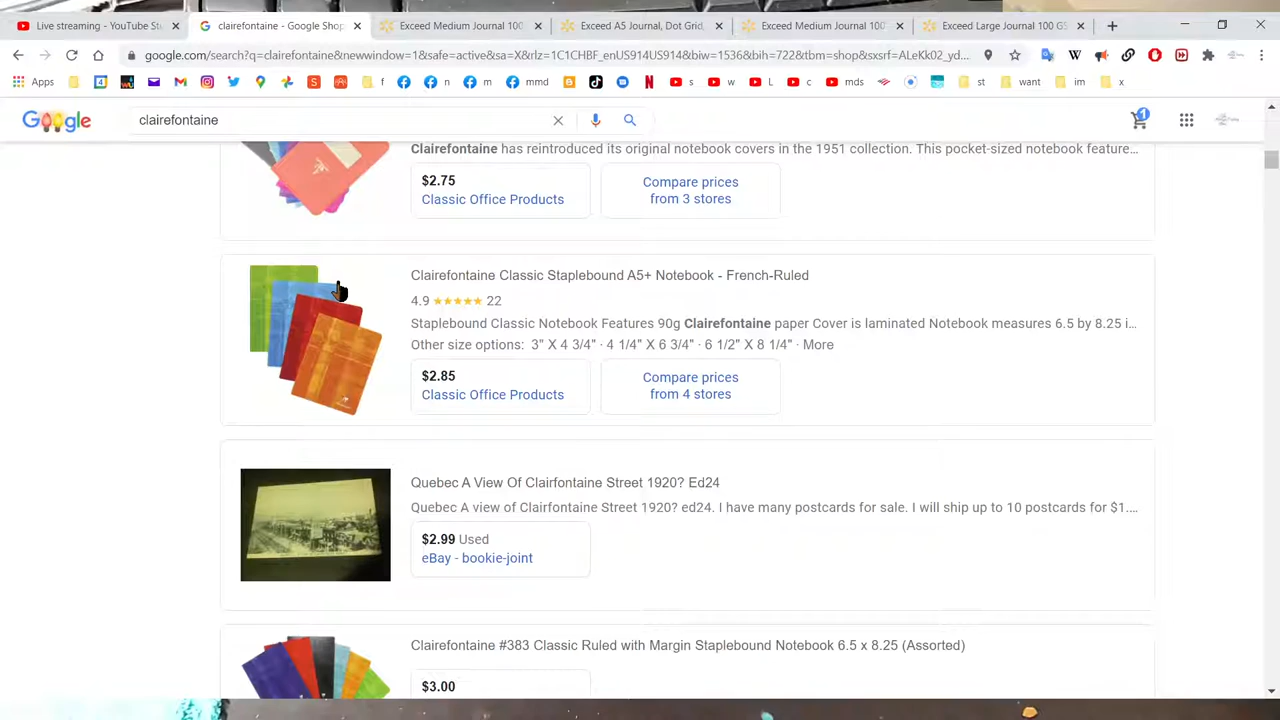 Live streaming - YouTube St
clairefontaine - Google Shop
Exceed Medium Journal 100
Exceed A5 Journal, Dot Grid,
Exceed Medium Journal 100
Exceed Large Journal 100 G
google.com/search?q=clairefontaine&newwindow=1&safe=active&sa=X&rlz=1C1CHBF_enUS914US914&biw=1536&bih=722&tbm=shop&sxsrf=ALeKk02_yd...
Apps f n m mmd s w L c mds st want im x
Google clairefontaine 1
Clairefontaine has reintroduced its original notebook covers in the 1951 collection. This pocket-sized notebook feature...
$2.75
Classic Office Products
Compare prices
from 3 stores
Clairefontaine Classic Staplebound A5+ Notebook - French-Ruled
4.9 ★★★★★ 22
Staplebound Classic Notebook Features 90g Clairefontaine paper Cover is laminated Notebook measures 6.5 by 8.25 i...
Other size options: 3" X 4 3/4" · 4 1/4" X 6 3/4" · 6 1/2" X 8 1/4" · More
$2.85
Classic Office Products
Compare prices
from 4 stores
Quebec A View Of Clairfontaine Street 1920? Ed24
Quebec A view of Clairfontaine Street 1920? ed24. I have many postcards for sale. I will ship up to 10 postcards for $1....
$2.99 Used
eBay - bookie-joint
Clairefontaine #383 Classic Ruled with Margin Staplebound Notebook 6.5 x 8.25 (Assorted)
$3.00